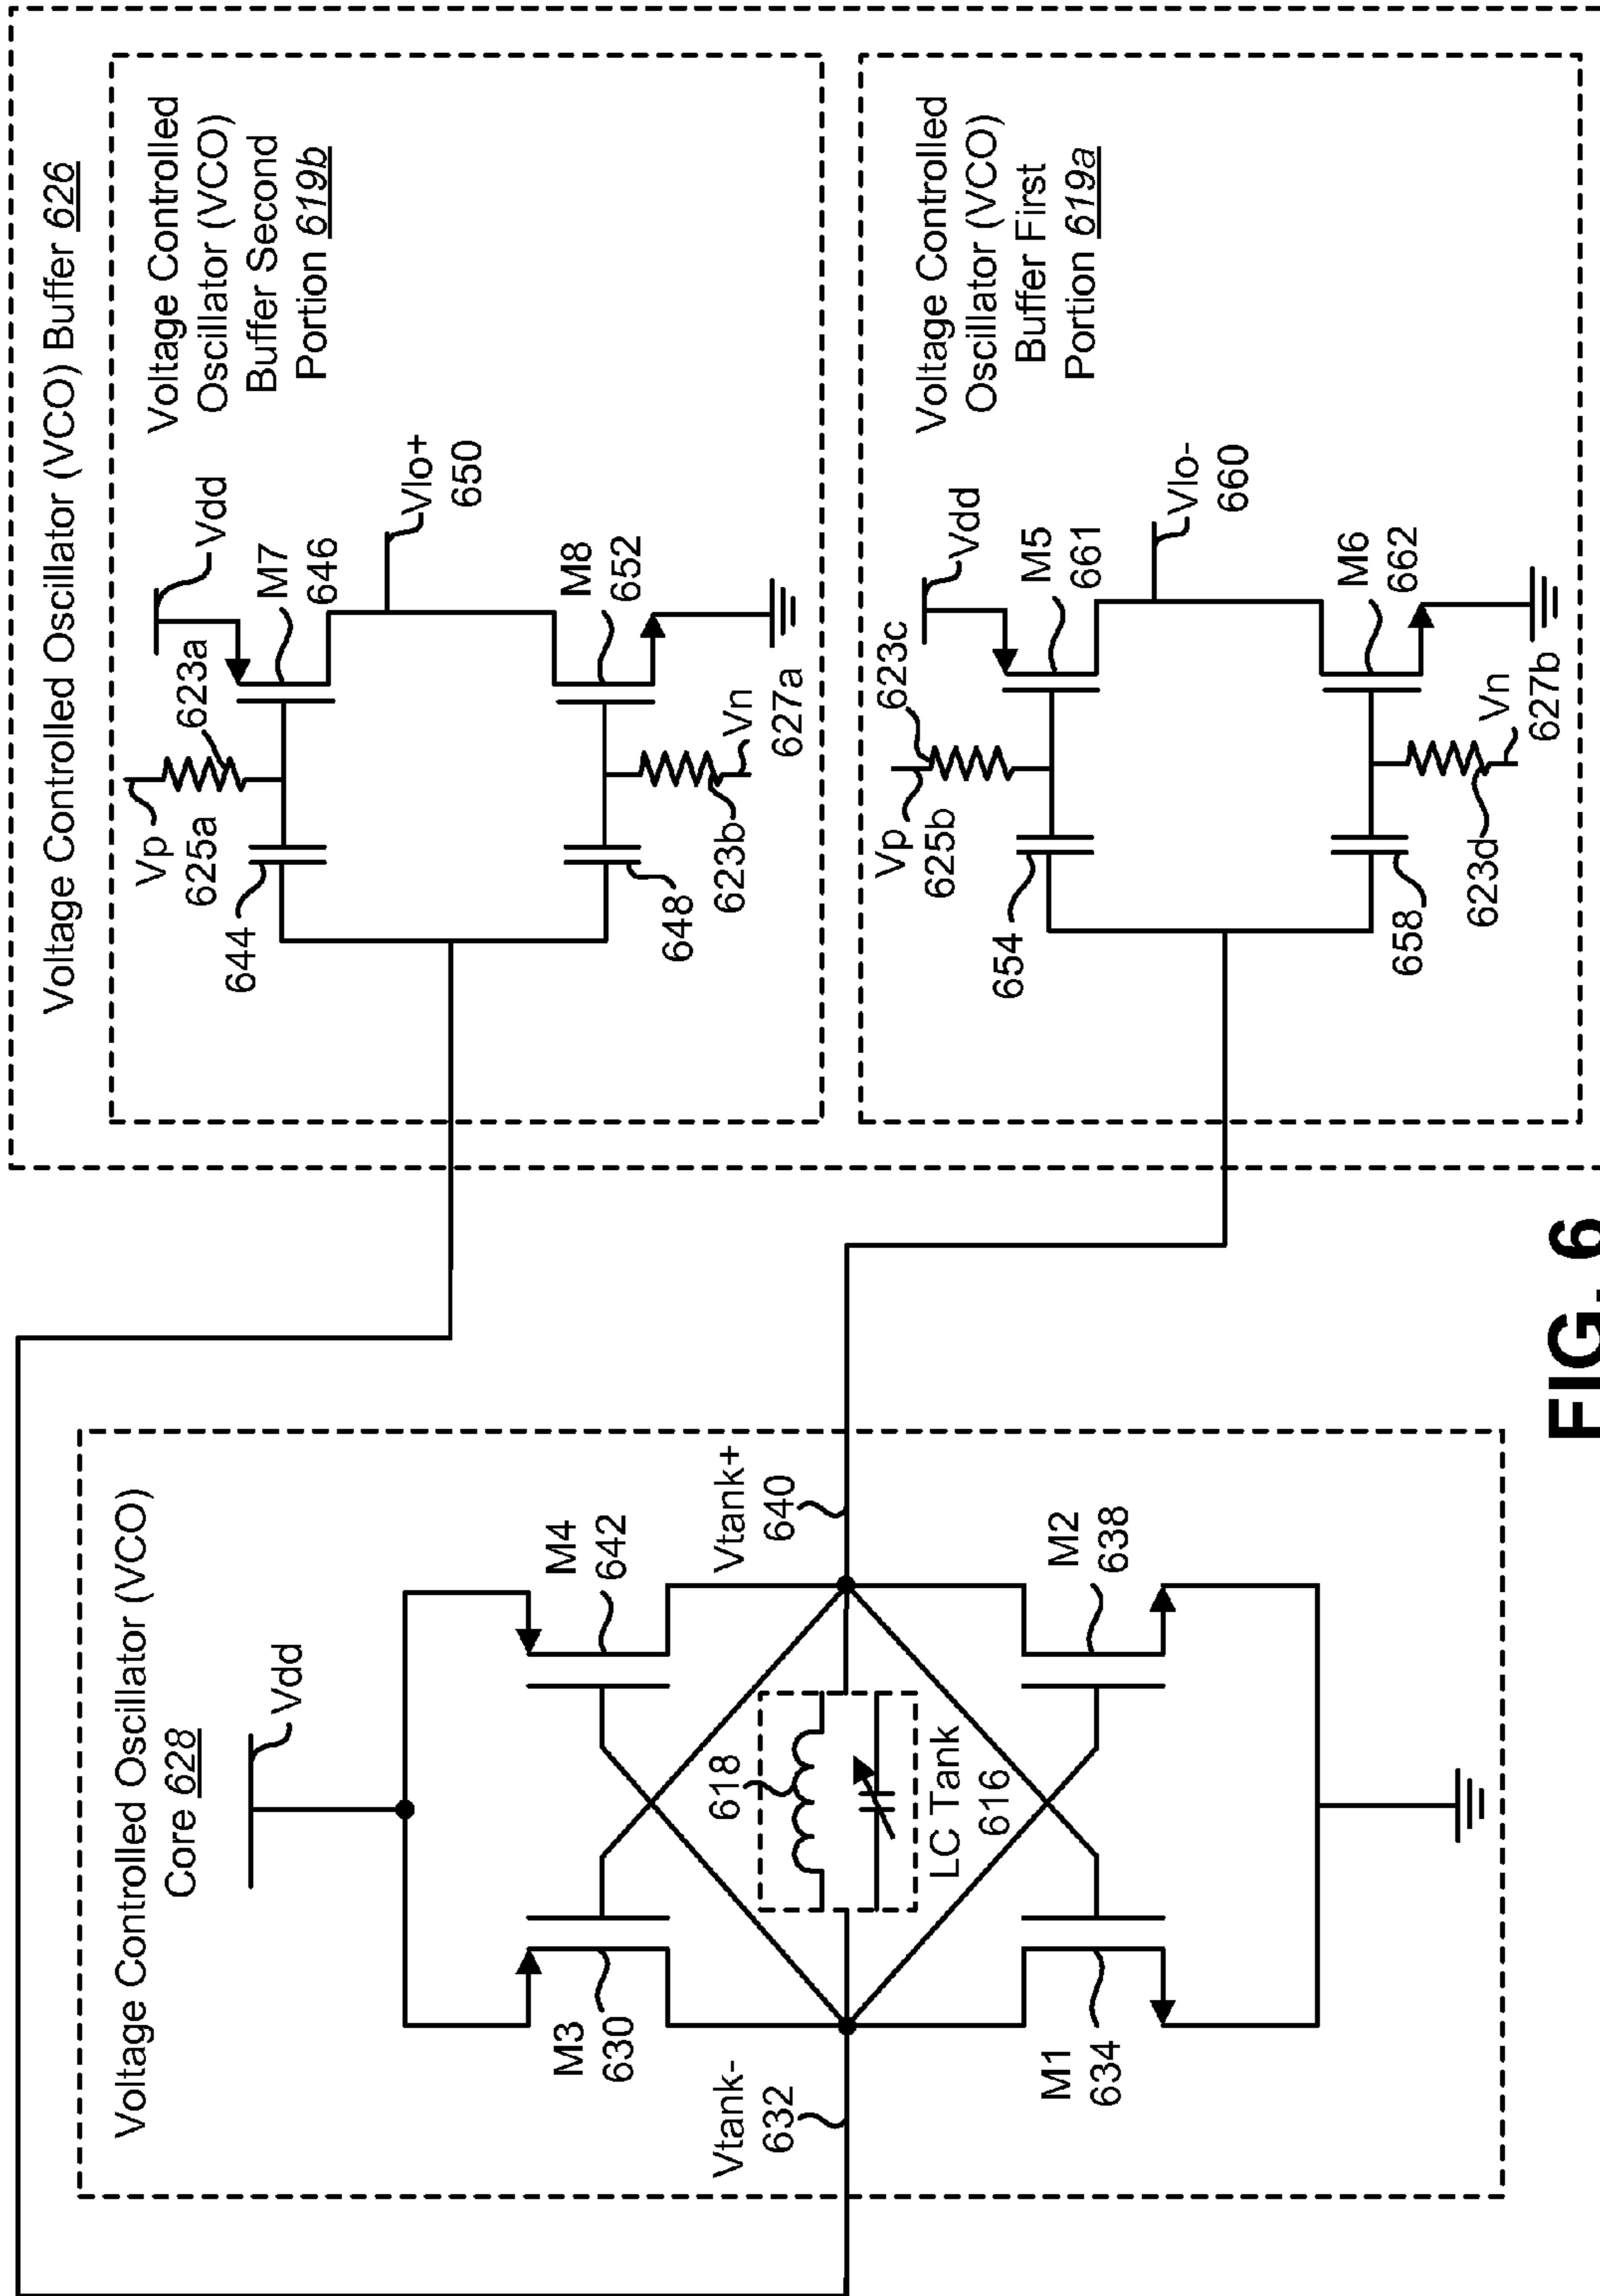 Voltage Controlled Oscillator (VCO) Buffer 626
Voltage Controlled
Oscillator (VCO)
Buffer Second
Portion 619b
Vdd
Vp
625a
623a
M7
646
644
Vlo+
650
M8
652
648
623b
Vn
627a
Voltage Controlled
Oscillator (VCO)
Buffer First
Portion 619a
Vdd
Vp
625b
623c
M5
661
654
Vlo-
660
M6
662
658
623d
Vn
627b
Voltage Controlled Oscillator (VCO)
Core 628
Vdd
M3
630
M4
642
Vtank-
632
Vtank+
640
618
LC Tank
616
M1
634
M2
638
FIG. 6